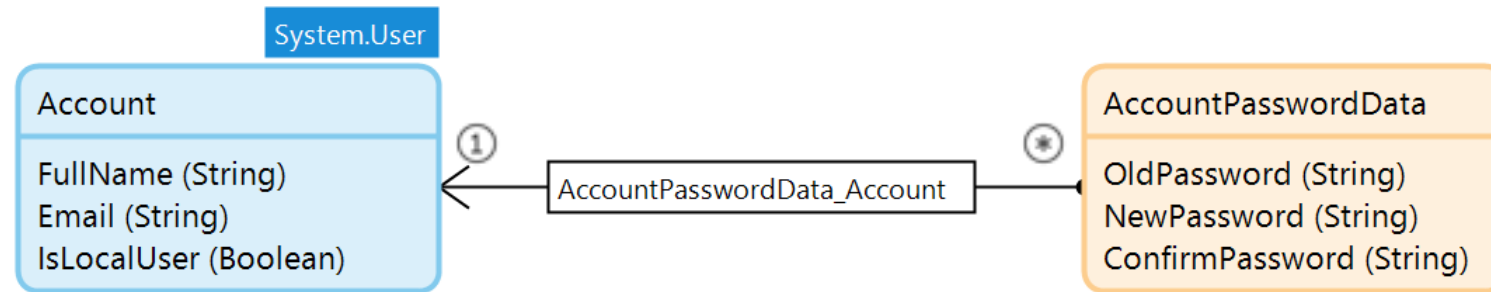 System.User
Account
FullName (String)
Email (String)
IsLocalUser (Boolean)
1
AccountPasswordData_Account
*
AccountPasswordData
OldPassword (String)
NewPassword (String)
ConfirmPassword (String)